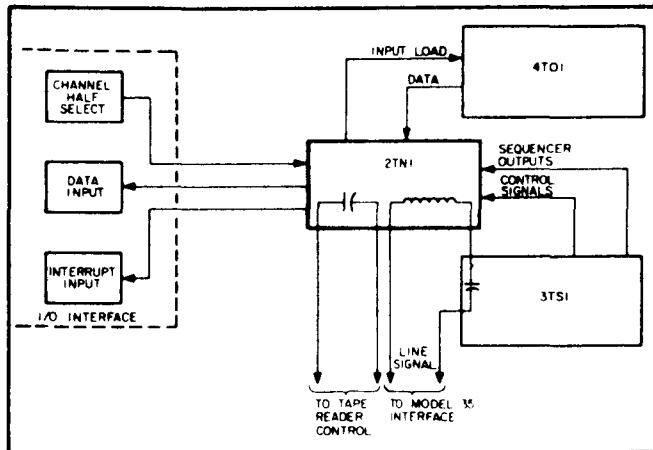 CHANNEL
HALF
SELECT
DATA
INPUT
INTERRUPT
INPUT
I/O INTERFACE
INPUT LOAD
DATA
4TO1
2TN1
SEQUENCER
OUTPUTS
CONTROL
SIGNALS
3TS1
LINE
SIGNAL
TO TAPE
READER
CONTROL
TO MODEL 35
INTERFACE